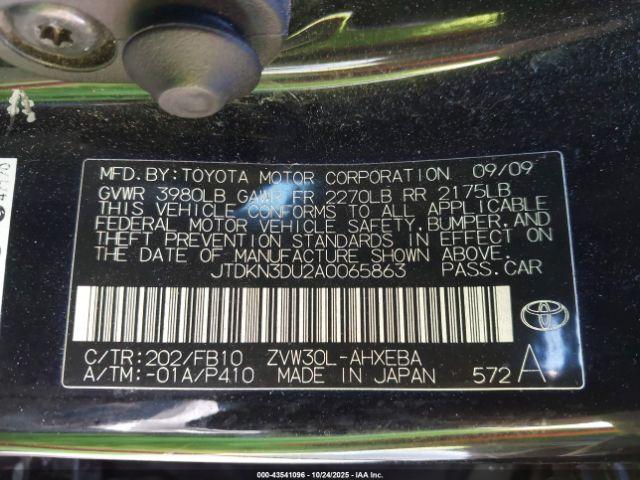 MFD.BY:TOYOTA MOTOR CORPORATION 09/09
GVWR 3980LB GAWR FR 2270LB RR 2175LB
THIS VEHICLE CONFORMS TO ALL APPLICABLE
FEDERAL MOTOR VEHICLE SAFETY,BUMPER,AND
THEFT PREVENTION STANDARDS IN EFFECT ON
THE DATE OF MANUFACTURE SHOWN ABOVE.
JTDKN3DU2A0065863 PASS.CAR
C/TR:202/FB10 ZVW30L-AHXEBA
A/TM:-01A/P410 MADE IN JAPAN 572 A
000-43541096 | 10/24/2025 | IAA Inc.